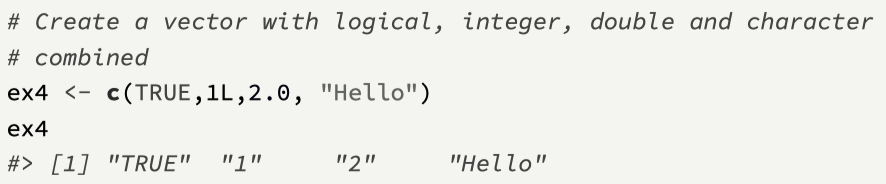 # Create a vector with logical, integer, double and character
# combined
ex4 <- c(TRUE,1L,2.0, "Hello")
ex4
#> [1] "TRUE"  "1"     "2"     "Hello"